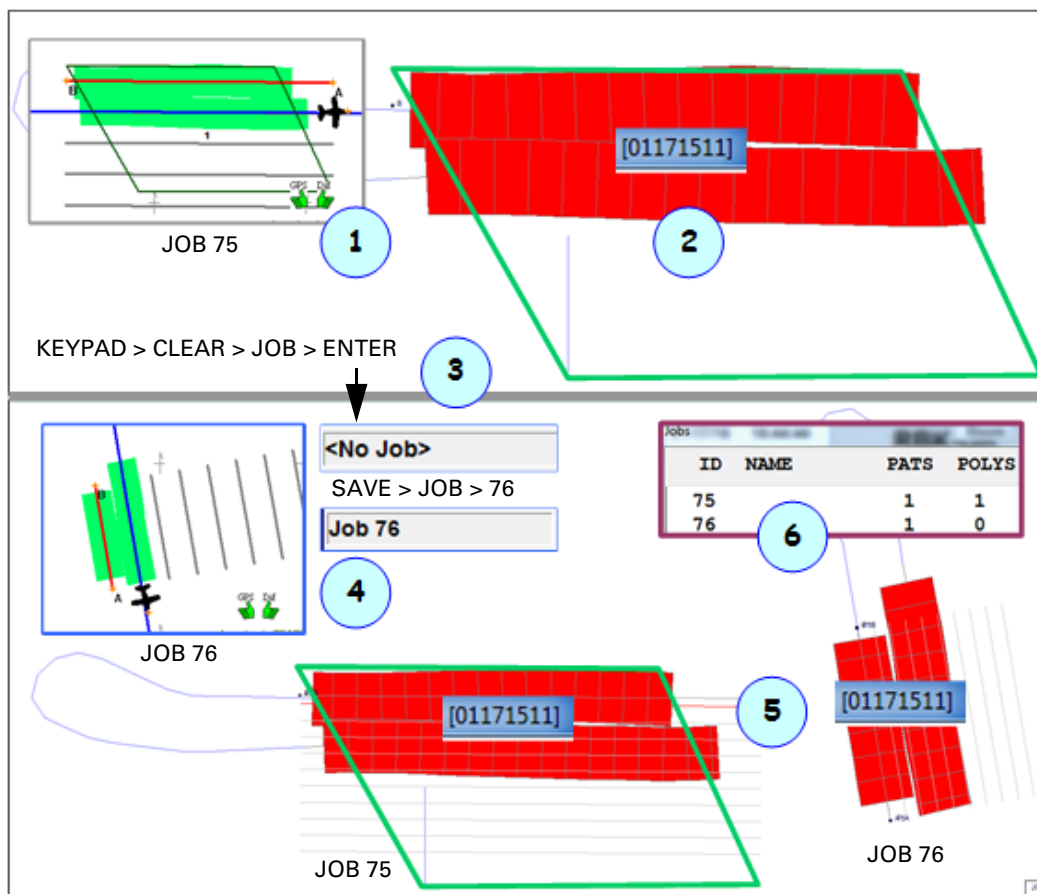 B
A
1
GPS Dif
JOB 75
1
[01171511]
2
KEYPAD > CLEAR > JOB > ENTER
3
<No Job>
SAVE > JOB > 76
Job 76
4
B
A
GPS Dif
JOB 76
Jobs
ID NAME PATS POLYS
75 1 1
76 1 0
6
[01171511]
5
JOB 75
[01171511]
JOB 76